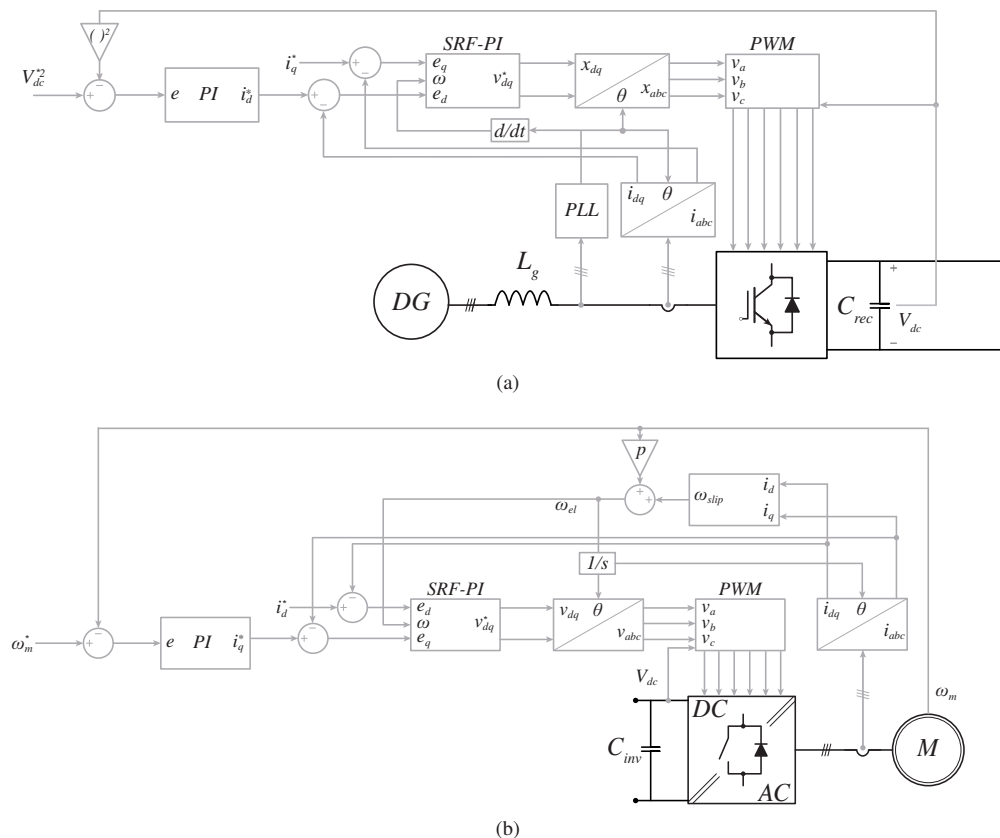 ( )²
V*²dc
+
−
e PI i*d
i*q
+
−
+
−
SRF-PI
eq
ω
ed
v*dq
xdq
θ
xabc
PWM
va
vb
vc
d/dt
PLL
idq θ
iabc
DG
Lg
Crec
+
Vdc
−
(a)
p
+
+
ωslip
id
iq
ωel
1/s
ω*m
+
−
e PI i*q
i*d
+
−
+
−
SRF-PI
ed
ω
eq
v*dq
vdq θ
vabc
PWM
va
vb
vc
idq θ
iabc
Vdc
Cinv
DC
AC
ωm
M
(b)